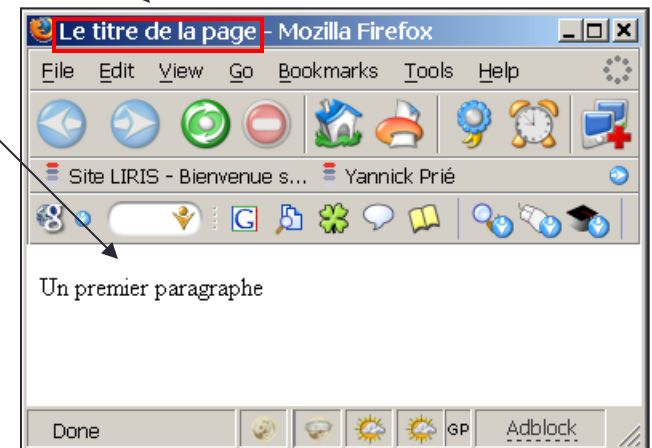 Le titre de la page - Mozilla Firefox
File Edit View Go Bookmarks Tools Help
Site LIRIS - Bienvenue s... Yannick Prié
G
Un premier paragraphe
Done GP Adblock